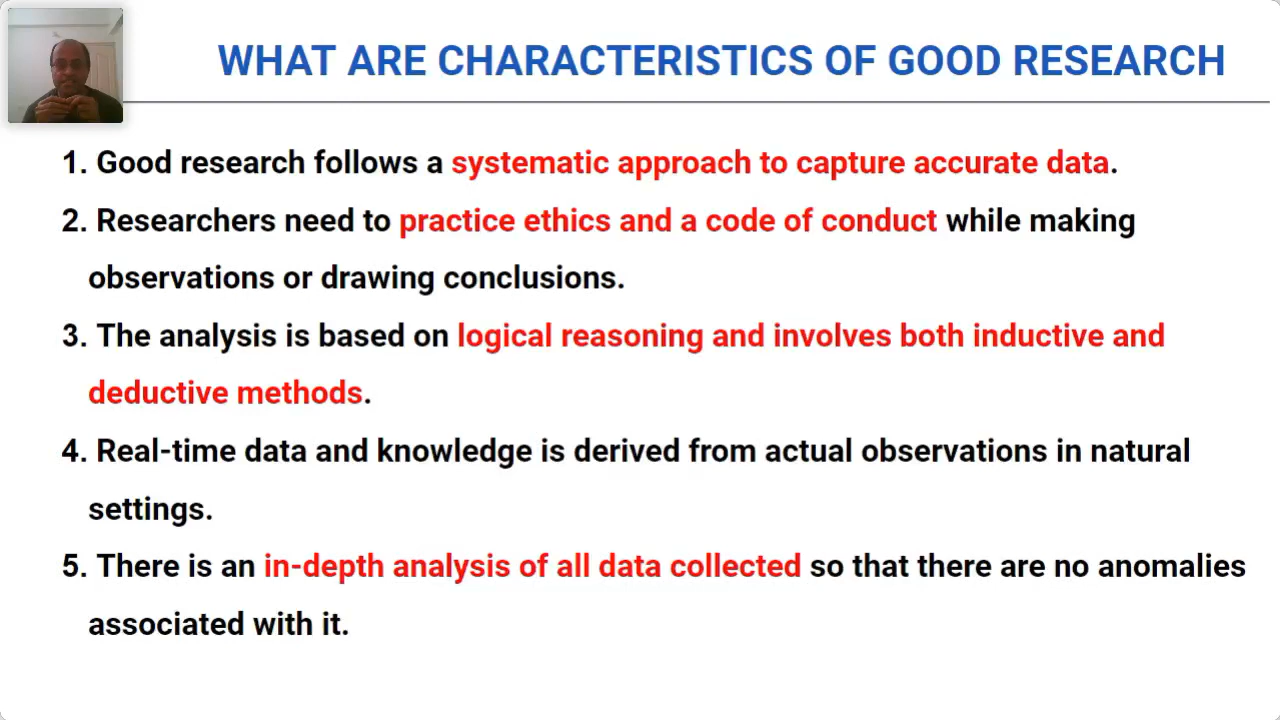 WHAT ARE CHARACTERISTICS OF GOOD RESEARCH
1. Good research follows a systematic approach to capture accurate data.
2. Researchers need to practice ethics and a code of conduct while making
observations or drawing conclusions.
3. The analysis is based on logical reasoning and involves both inductive and
deductive methods.
4. Real-time data and knowledge is derived from actual observations in natural
settings.
5. There is an in-depth analysis of all data collected so that there are no anomalies
associated with it.